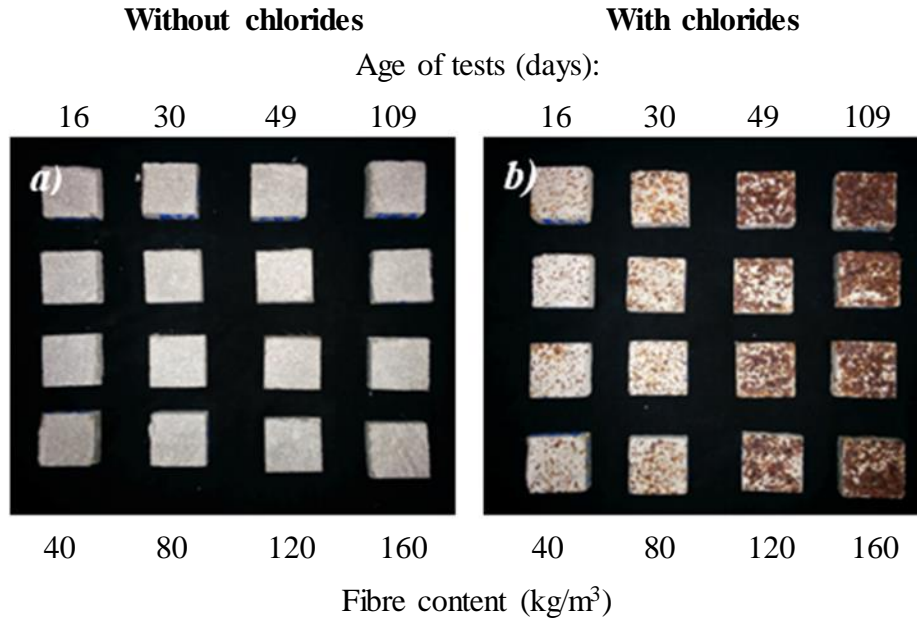 Without chlorides With chlorides
Age of tests (days):
16 30 49 109 16 30 49 109
a) b)
40 80 120 160 40 80 120 160
Fibre content (kg/m³)